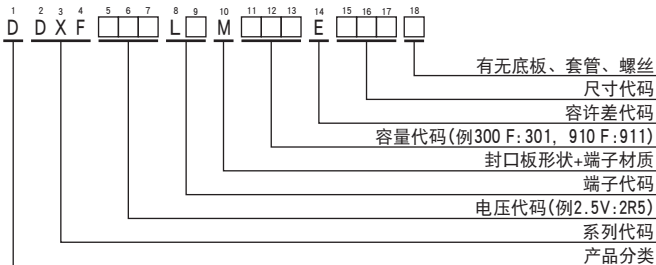 1 2 3 4 5 6 7 8 9 10 11 12 13 14 15 16 17 18
D DXF □□□ L□ M □□□ E □□□ □
有无底板、套管、螺丝
尺寸代码
容许差代码
容量代码(例300 F:301, 910 F:911)
封口板形状+端子材质
端子代码
电压代码(例2.5V:2R5)
系列代码
产品分类